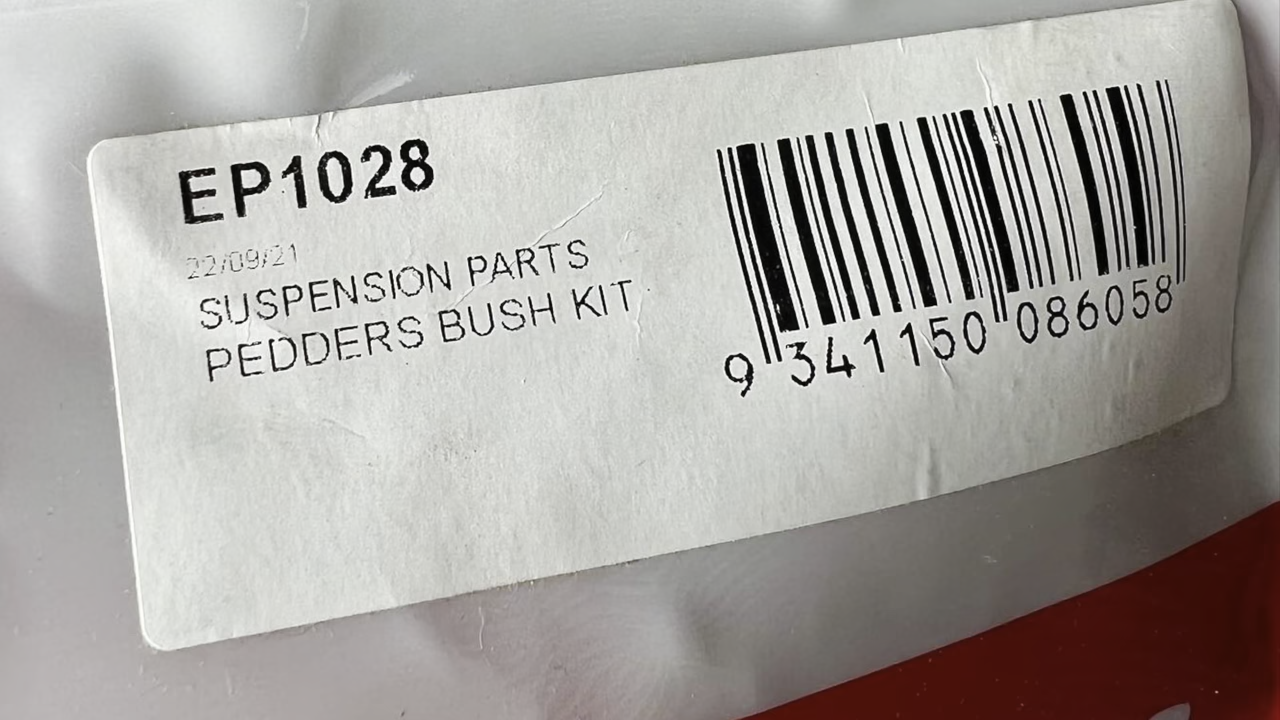 EP1028
22/09/21
SUSPENSION PARTS
PEDDERS BUSH KIT
9 341150 086058